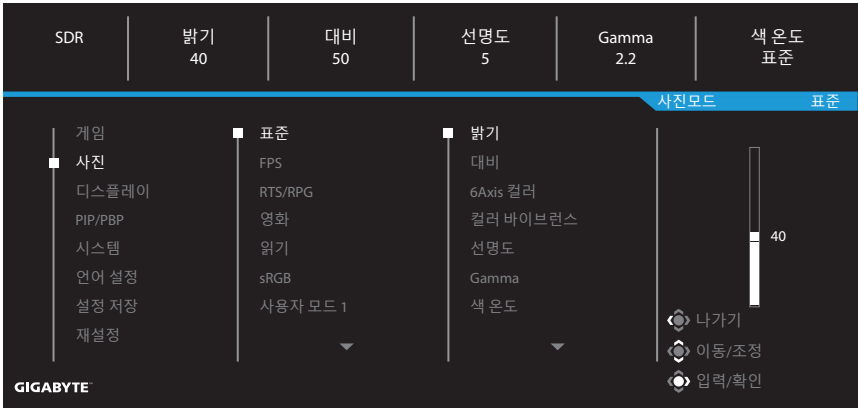 SDR
밝기
40
대비
50
선명도
5
Gamma
2.2
색 온도
표준
사진모드 표준
게임
사진
디스플레이
PIP/PBP
시스템
언어 설정
설정 저장
재설정
표준
FPS
RTS/RPG
영화
읽기
sRGB
사용자 모드 1
밝기
대비
6Axis 컬러
컬러 바이브런스
선명도
Gamma
색 온도
40
나가기
이동/조정
입력/확인
GIGABYTE™